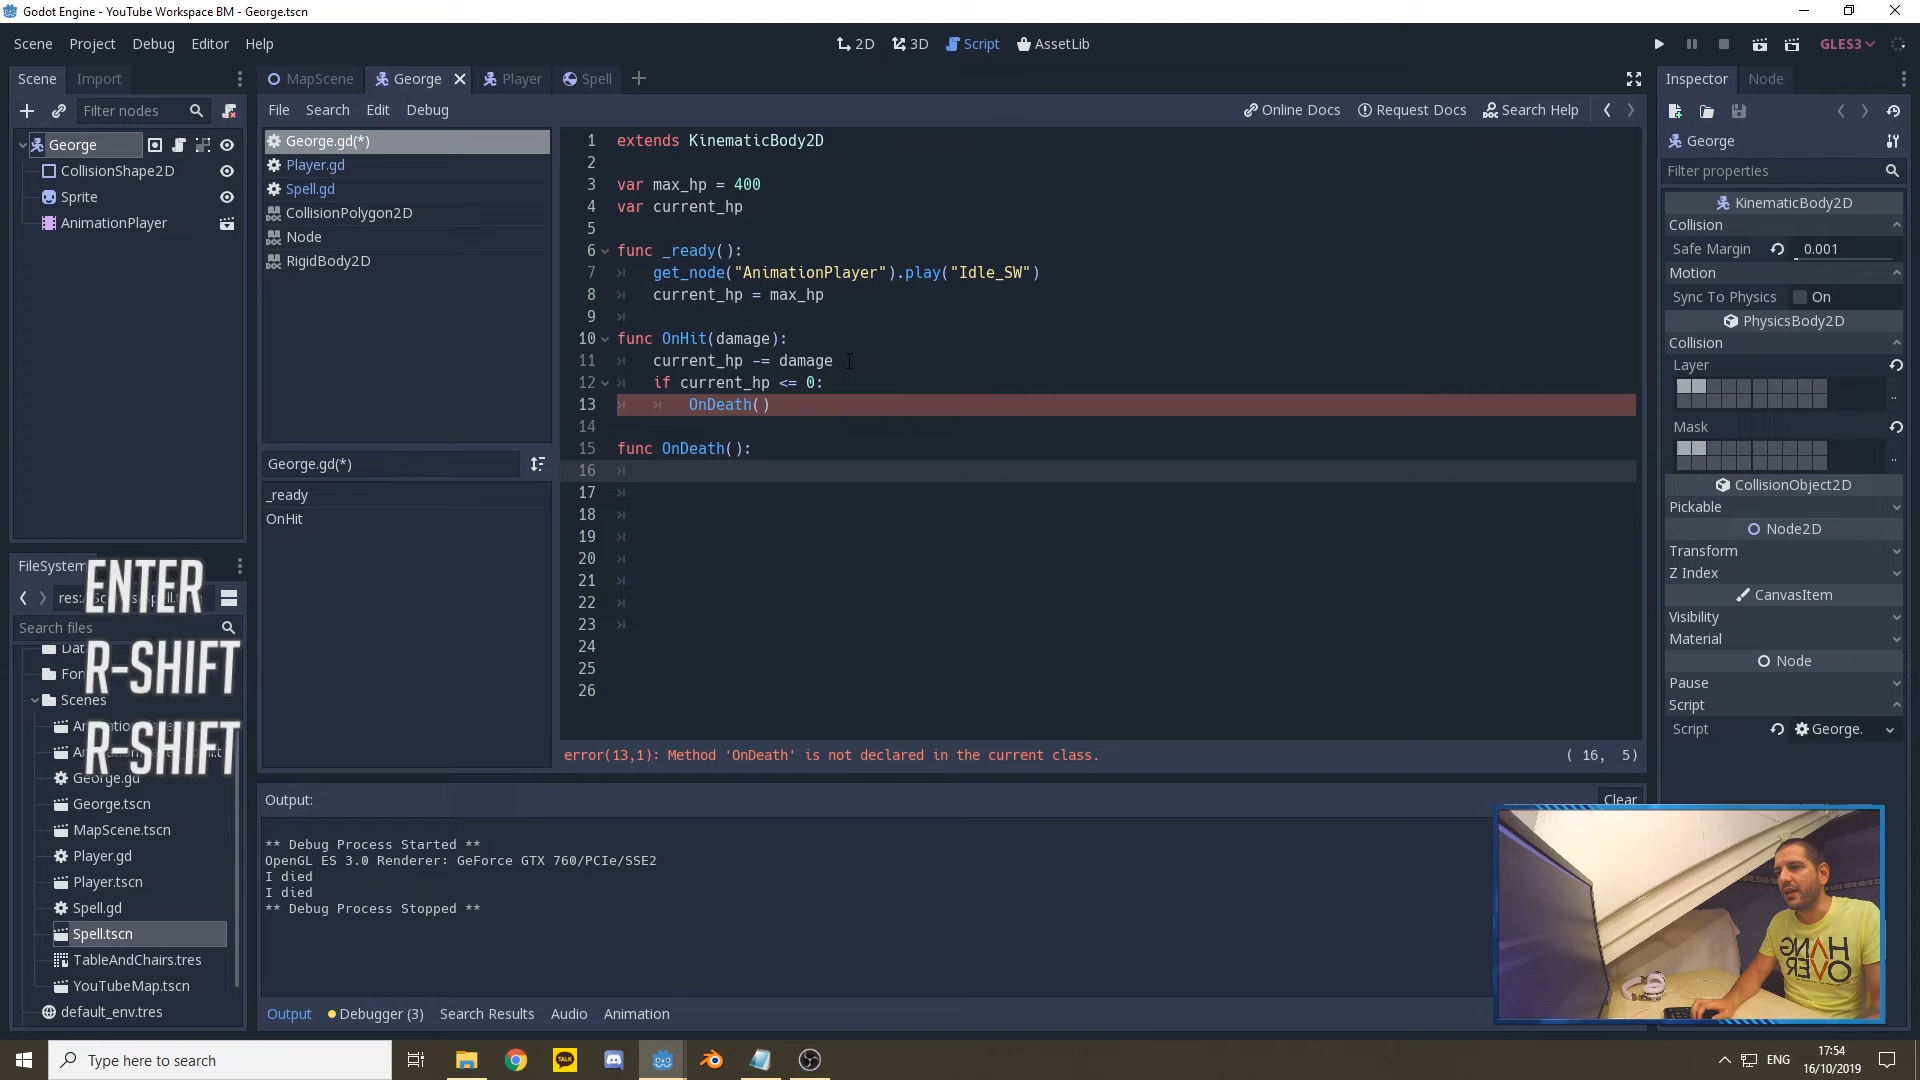 Godot Engine - YouTube Workspace BM - George.tscn
Scene Project Debug Editor Help
2D 3D Script AssetLib
GLES3
Scene Import
MapScene George Player Spell
Inspector Node
Filter nodes
File Search Edit Debug
Online Docs Request Docs Search Help
George
CollisionShape2D
Sprite
AnimationPlayer
George.gd(*)
Player.gd
Spell.gd
CollisionPolygon2D
Node
RigidBody2D
George.gd(*)
_ready
OnHit
1 extends KinematicBody2D
2
3 var max_hp = 400
4 var current_hp
5
6 func _ready():
7 get_node("AnimationPlayer").play("Idle_SW")
8 current_hp = max_hp
9
10 func OnHit(damage):
11 current_hp -= damage
12 if current_hp <= 0:
13 OnDeath()
14
15 func OnDeath():
16
17
18
19
20
21
22
23
24
25
26
error(13,1): Method 'OnDeath' is not declared in the current class.
( 16, 5)
George
Filter properties
KinematicBody2D
Collision
Safe Margin 0.001
Motion
Sync To Physics On
PhysicsBody2D
Collision
Layer
..
Mask
..
CollisionObject2D
Pickable
Node2D
Transform
Z Index
CanvasItem
Visibility
Material
Node
Pause
Script
Script George.
FileSystem
ENTER
R-SHIFT
R-SHIFT
res:/
Search files
Scenes
George.gd
George.tscn
MapScene.tscn
Player.gd
Player.tscn
Spell.gd
Spell.tscn
TableAndChairs.tres
YouTubeMap.tscn
default_env.tres
Output:
Clear
** Debug Process Started **
OpenGL ES 3.0 Renderer: GeForce GTX 760/PCIe/SSE2
I died
I died
** Debug Process Stopped **
Output Debugger (3) Search Results Audio Animation
HANG
OVER
Type here to search
TALK
ENG
17:54
16/10/2019